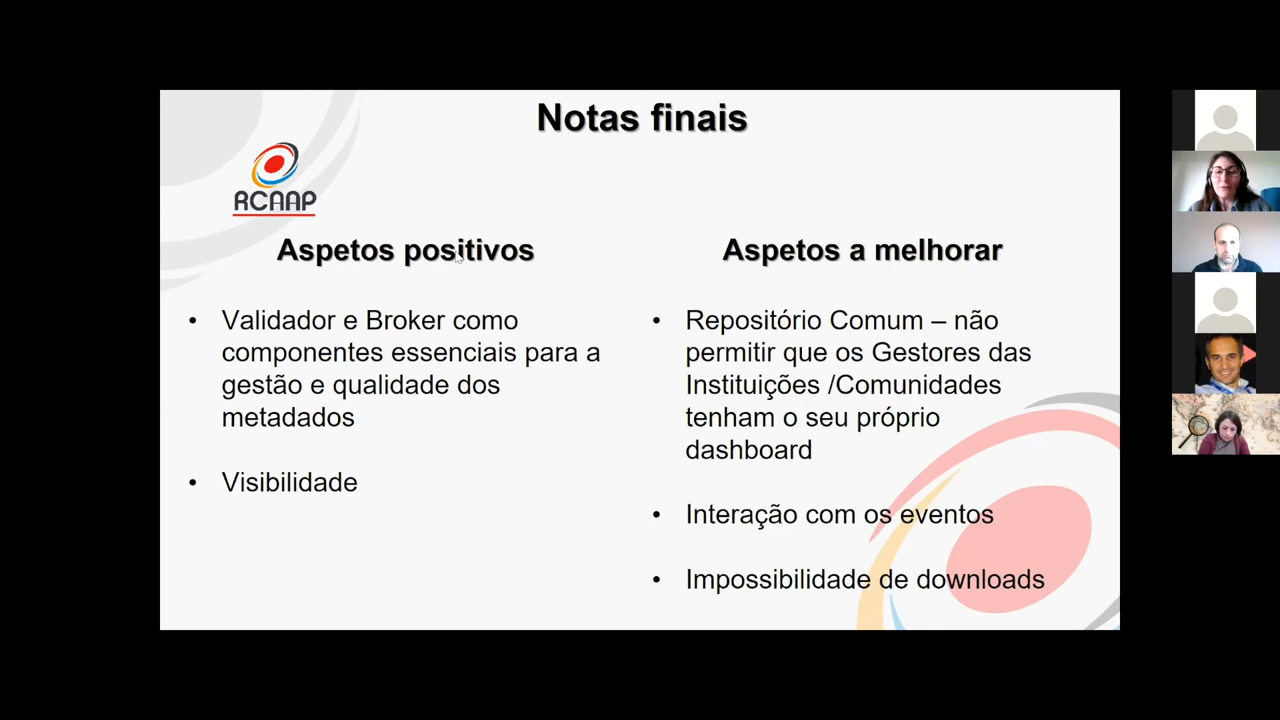 Notas finais
RCAAP
Aspetos positivos
• Validador e Broker como
componentes essenciais para a
gestão e qualidade dos
metadados
• Visibilidade
Aspetos a melhorar
• Repositório Comum – não
permitir que os Gestores das
Instituições /Comunidades
tenham o seu próprio
dashboard
• Interação com os eventos
• Impossibilidade de downloads